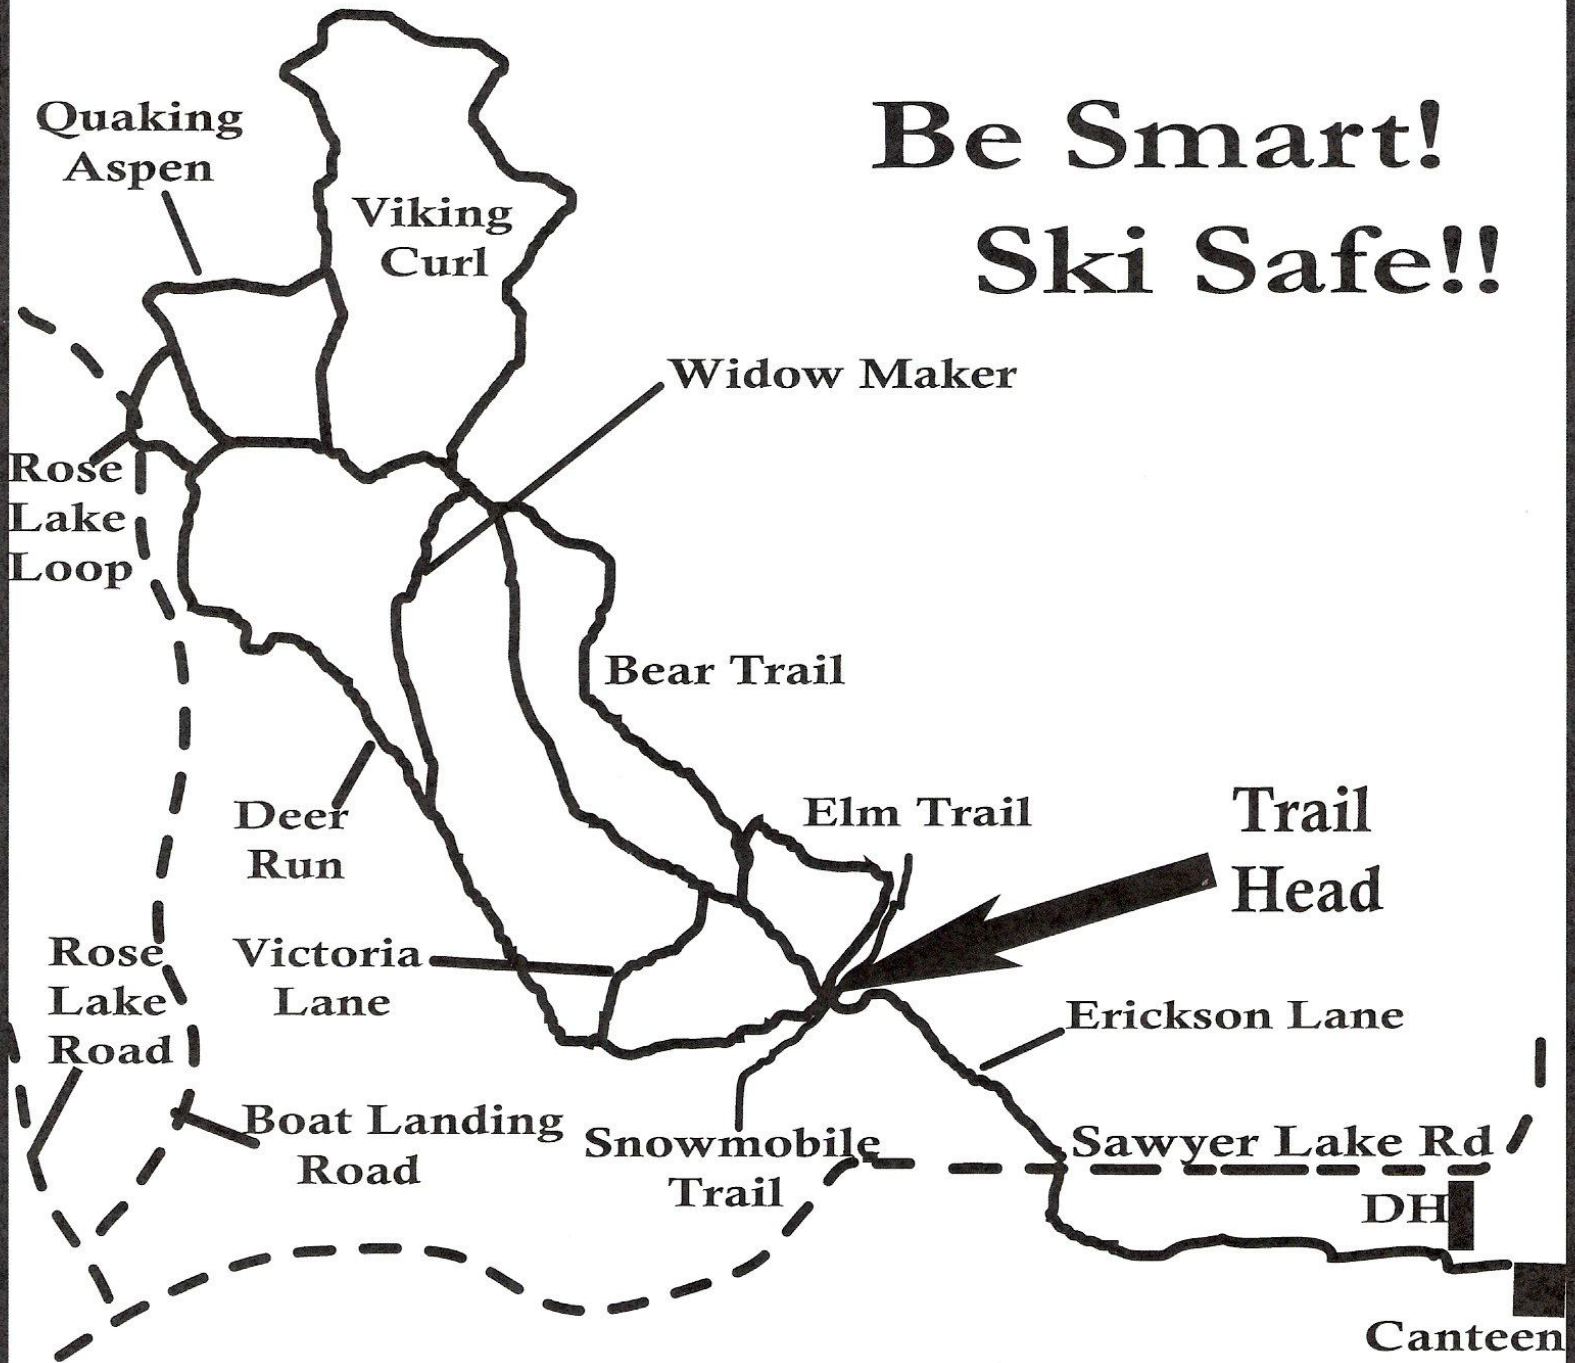 Be Smart!
Ski Safe!!
Quaking
Aspen
Viking
Curl
Widow Maker
Rose
Lake
Loop
Bear Trail
Deer
Run
Elm Trail
Trail
Head
Rose
Lake
Road
Victoria
Lane
Erickson Lane
Boat Landing
Road
Snowmobile
Trail
Sawyer Lake Rd
DH
Canteen